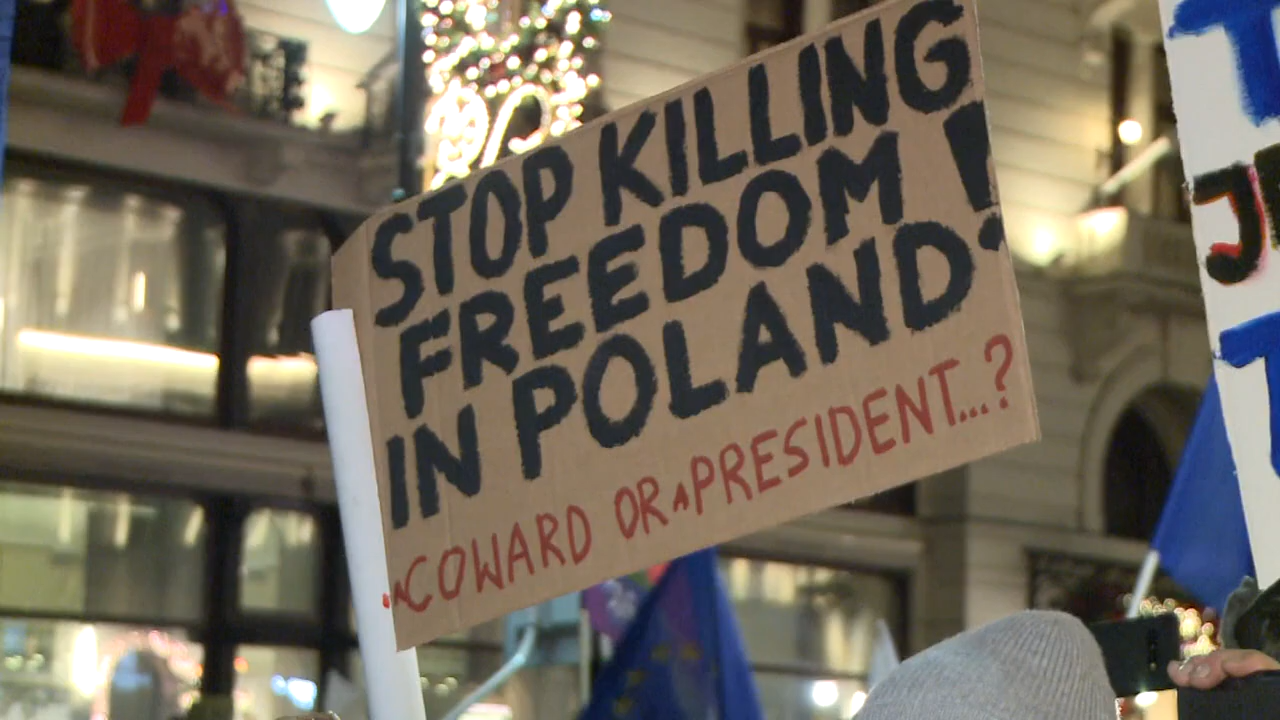 STOP KILLING
FREEDOM !
IN POLAND
A COWARD OR A PRESIDENT...?